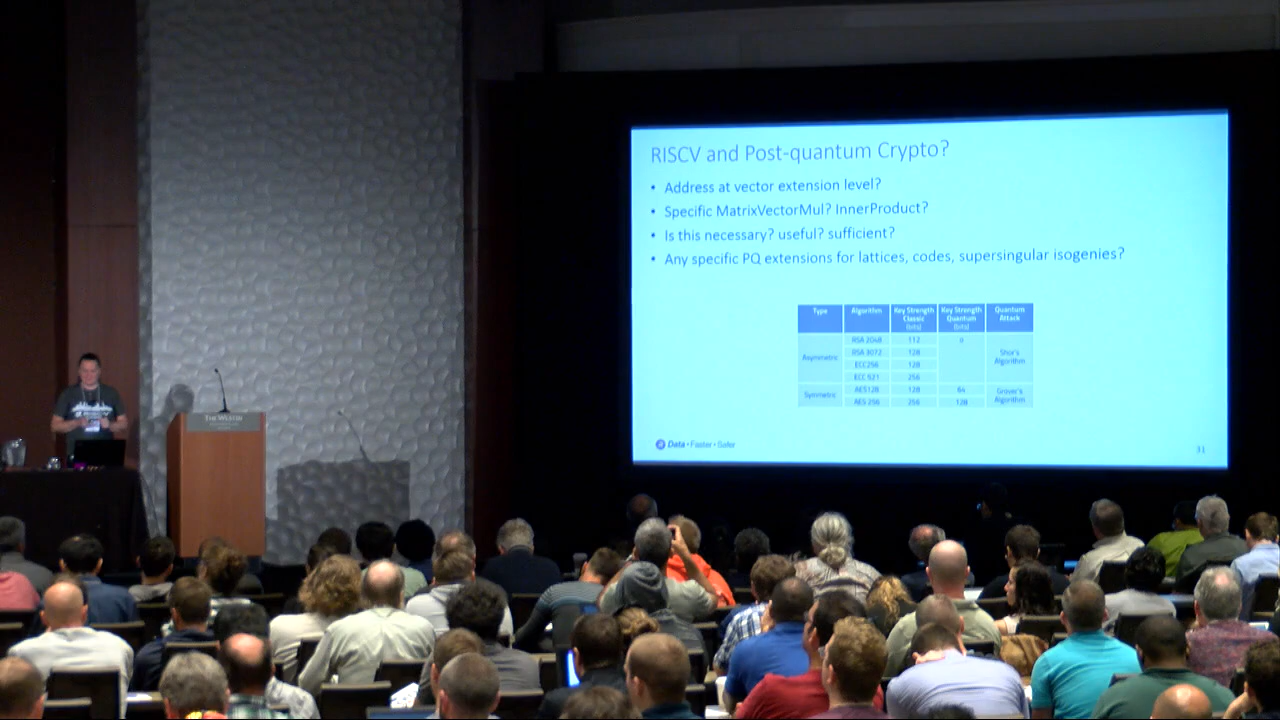 RISCV and Post-quantum Crypto?
• Address at vector extension level?
• Specific MatrixVectorMul? InnerProduct?
• Is this necessary? useful? sufficient?
• Any specific PQ extensions for lattices, codes, supersingular isogenies?
Type Algorithm Key Strength Classic (bits) Key Strength Quantum (bits) Quantum Attack
Asymmetric RSA 2048 112 0 Shor's Algorithm
RSA 3072 128
ECC256 128
ECC 521 256
Symmetric AES128 128 64 Grover's Algorithm
AES 256 256 128
Data • Faster • Safer
31
THE WESTIN